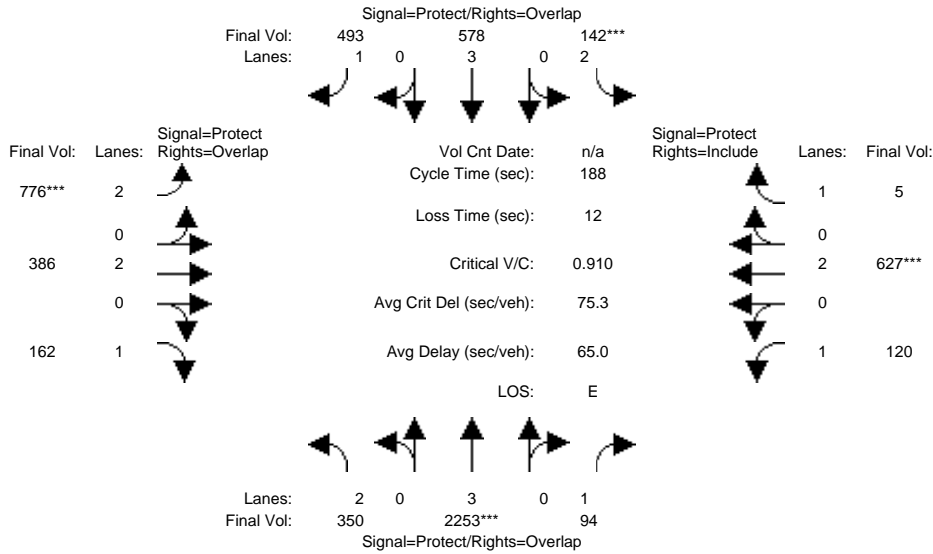 Signal=Protect/Rights=Overlap
Final Vol: 493 578 142***
Lanes: 1 0 3 0 2
Signal=Protect Signal=Protect
Final Vol: Lanes: Rights=Overlap Vol Cnt Date: n/a Rights=Include Lanes: Final Vol:
Cycle Time (sec): 188
776*** 2 1 5
Loss Time (sec): 12
0 0
386 2 Critical V/C: 0.910 2 627***
0 Avg Crit Del (sec/veh): 75.3 0
162 1 Avg Delay (sec/veh): 65.0 1 120
LOS: E
Lanes: 2 0 3 0 1
Final Vol: 350 2253*** 94
Signal=Protect/Rights=Overlap